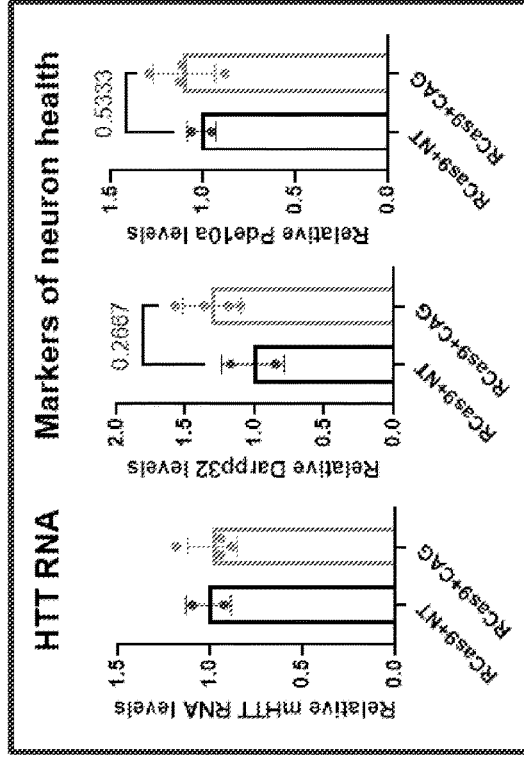 HTT RNA
Markers of neuron health
Relative mHTT RNA levels
1.5
1.0
0.5
0.0
RCas9+NT
RCas9+CAG
Relative Darpp32 levels
2.0
1.5
1.0
0.5
0.0
0.2667
RCas9+NT
RCas9+CAG
Relative Pde10a levels
1.5
1.0
0.5
0.0
0.5333
RCas9+NT
RCas9+CAG